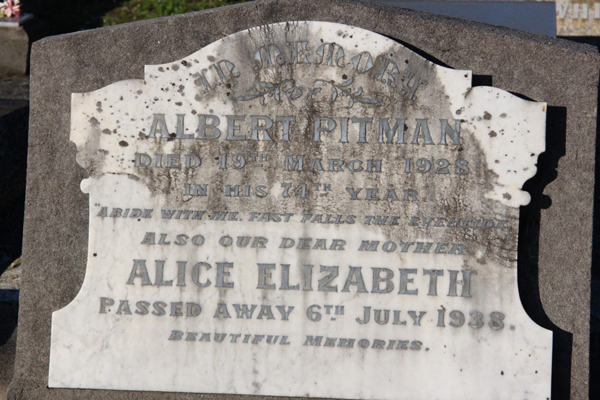 In Memory
OF
ALBERT PITMAN
DIED 19TH MARCH 1928
IN HIS 74TH YEAR
"ABIDE WITH ME, FAST FALLS THE EVENTIDE"
ALSO OUR DEAR MOTHER
ALICE ELIZABETH
PASSED AWAY 6TH JULY 1938.
BEAUTIFUL MEMORIES.